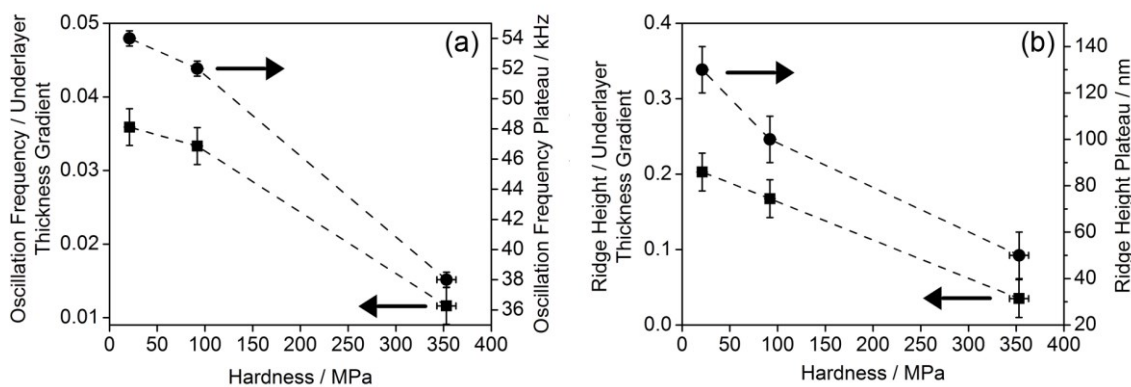 (a)
Oscillation Frequency / Underlayer
Thickness Gradient
0.05
0.04
0.03
0.02
0.01
54
52
50
48
46
44
42
40
38
36
Oscillation Frequency Plateau / kHz
0 50 100 150 200 250 300 350 400
Hardness / MPa
(b)
Ridge Height / Underlayer
Thickness Gradient
0.4
0.3
0.2
0.1
0.0
140
120
100
80
60
40
20
Ridge Height Plateau / nm
0 50 100 150 200 250 300 350 400
Hardness / MPa